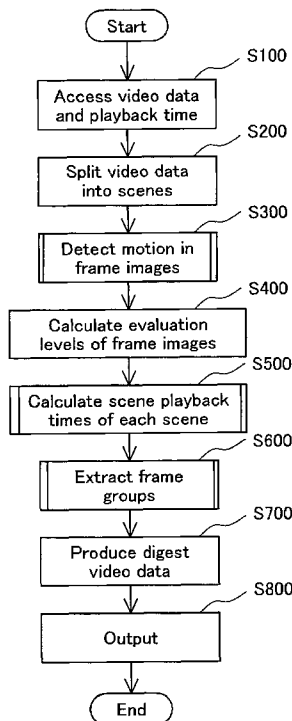 Start
S100
Access video data
and playback time
S200
Split video data
into scenes
S300
Detect motion in
frame images
S400
Calculate evaluation
levels of frame images
S500
Calculate scene playback
times of each scene
S600
Extract frame
groups
S700
Produce digest
video data
S800
Output
End